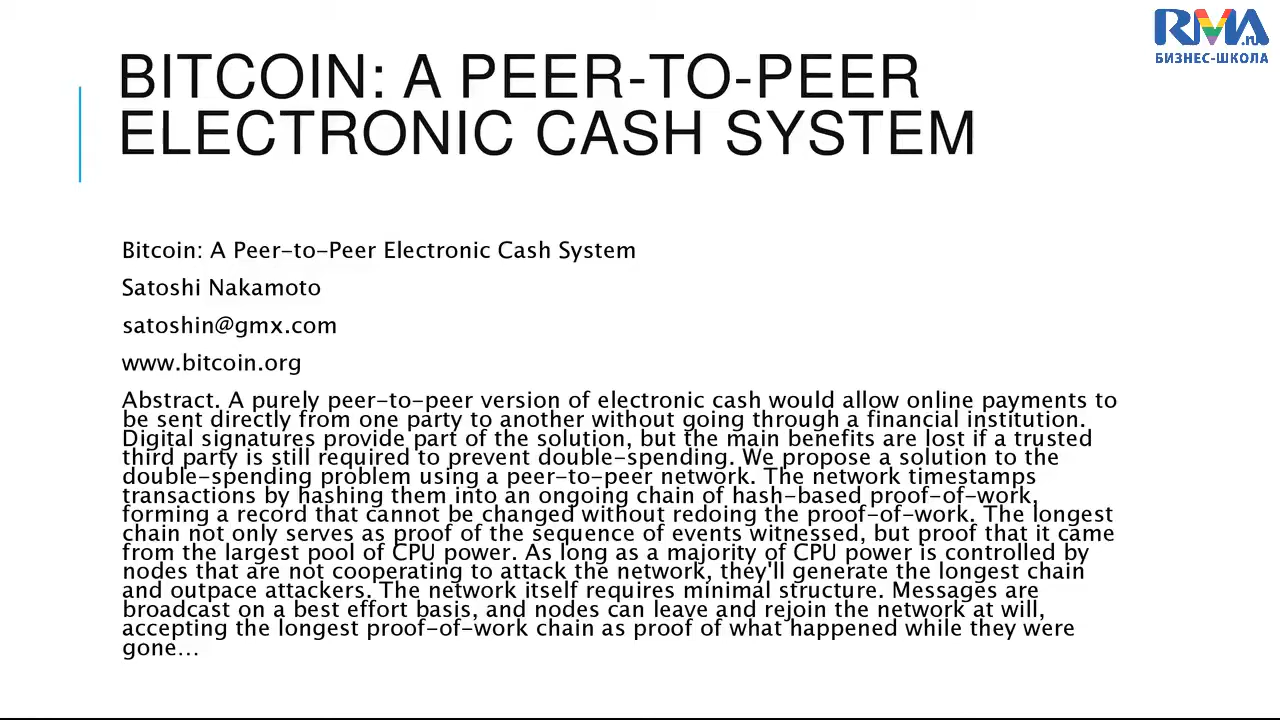 RMA.ru
БИЗНЕС-ШКОЛА
BITCOIN: A PEER-TO-PEER
ELECTRONIC CASH SYSTEM
Bitcoin: A Peer-to-Peer Electronic Cash System
Satoshi Nakamoto
satoshin@gmx.com
www.bitcoin.org
Abstract. A purely peer-to-peer version of electronic cash would allow online payments to
be sent directly from one party to another without going through a financial institution.
Digital signatures provide part of the solution, but the main benefits are lost if a trusted
third party is still required to prevent double-spending. We propose a solution to the
double-spending problem using a peer-to-peer network. The network timestamps
transactions by hashing them into an ongoing chain of hash-based proof-of-work,
forming a record that cannot be changed without redoing the proof-of-work. The longest
chain not only serves as proof of the sequence of events witnessed, but proof that it came
from the largest pool of CPU power. As long as a majority of CPU power is controlled by
nodes that are not cooperating to attack the network, they'll generate the longest chain
and outpace attackers. The network itself requires minimal structure. Messages are
broadcast on a best effort basis, and nodes can leave and rejoin the network at will,
accepting the longest proof-of-work chain as proof of what happened while they were
gone...